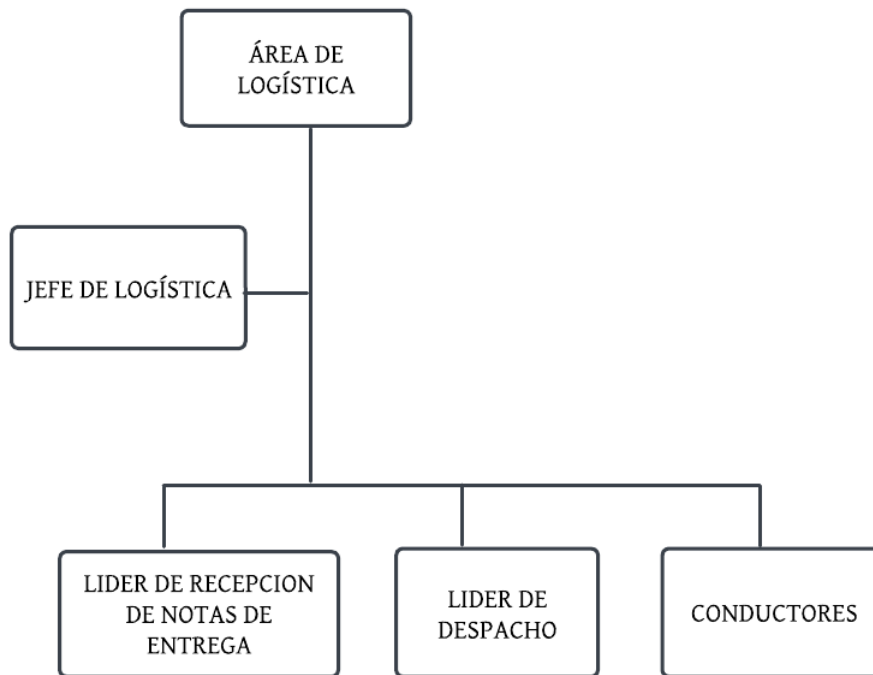 ÁREA DE
LOGÍSTICA
JEFE DE LOGÍSTICA
LIDER DE RECEPCION
DE NOTAS DE
ENTREGA
LIDER DE
DESPACHO
CONDUCTORES